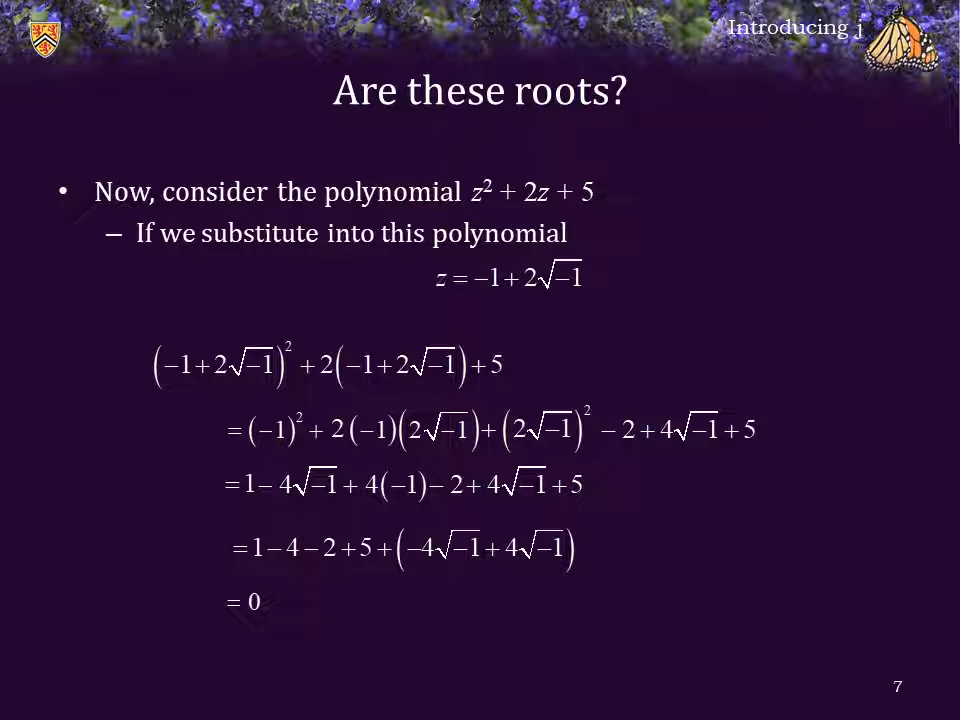 Introducing j
Are these roots?
• Now, consider the polynomial z² + 2z + 5
– If we substitute into this polynomial
z = −1 + 2√−1
(−1 + 2√−1)² + 2(−1 + 2√−1) + 5
= (−1)² + 2(−1)(2√−1) + (2√−1)² − 2 + 4√−1 + 5
= 1 − 4√−1 + 4(−1) − 2 + 4√−1 + 5
= 1 − 4 − 2 + 5 + (−4√−1 + 4√−1)
= 0
7